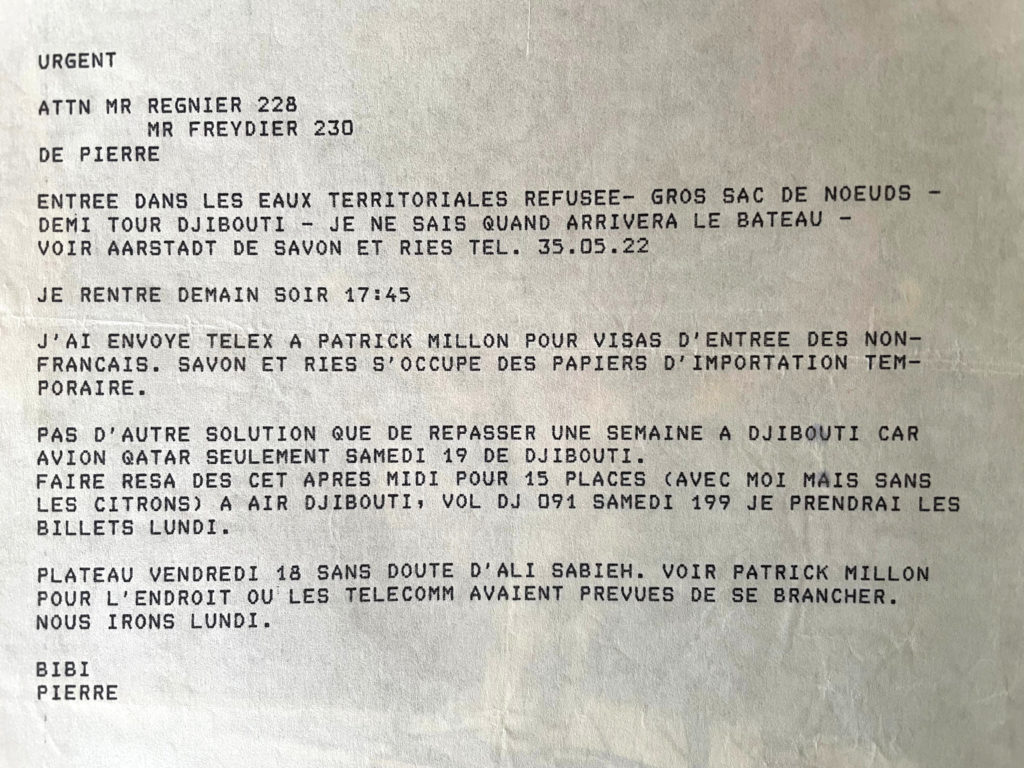 URGENT
ATTN MR REGNIER 228
MR FREYDIER 230
DE PIERRE
ENTREE DANS LES EAUX TERRITORIALES REFUSEE- GROS SAC DE NOEUDS -
DEMI TOUR DJIBOUTI - JE NE SAIS QUAND ARRIVERA LE BATEAU -
VOIR AARSTADT DE SAVON ET RIES TEL. 35.05.22
JE RENTRE DEMAIN SOIR 17:45
J'AI ENVOYE TELEX A PATRICK MILLON POUR VISAS D'ENTREE DES NON-
FRANCAIS. SAVON ET RIES S'OCCUPE DES PAPIERS D'IMPORTATION TEM-
PORAIRE.
PAS D'AUTRE SOLUTION QUE DE REPASSER UNE SEMAINE A DJIBOUTI CAR
AVION QATAR SEULEMENT SAMEDI 19 DE DJIBOUTI.
FAIRE RESA DES CET APRES MIDI POUR 15 PLACES (AVEC MOI MAIS SANS
LES CITRONS) A AIR DJIBOUTI, VOL DJ 091 SAMEDI 199 JE PRENDRAI LES
BILLETS LUNDI.
PLATEAU VENDREDI 18 SANS DOUTE D'ALI SABIEH. VOIR PATRICK MILLON
POUR L'ENDROIT OU LES TELECOMM AVAIENT PREVUES DE SE BRANCHER.
NOUS IRONS LUNDI.
BIBI
PIERRE